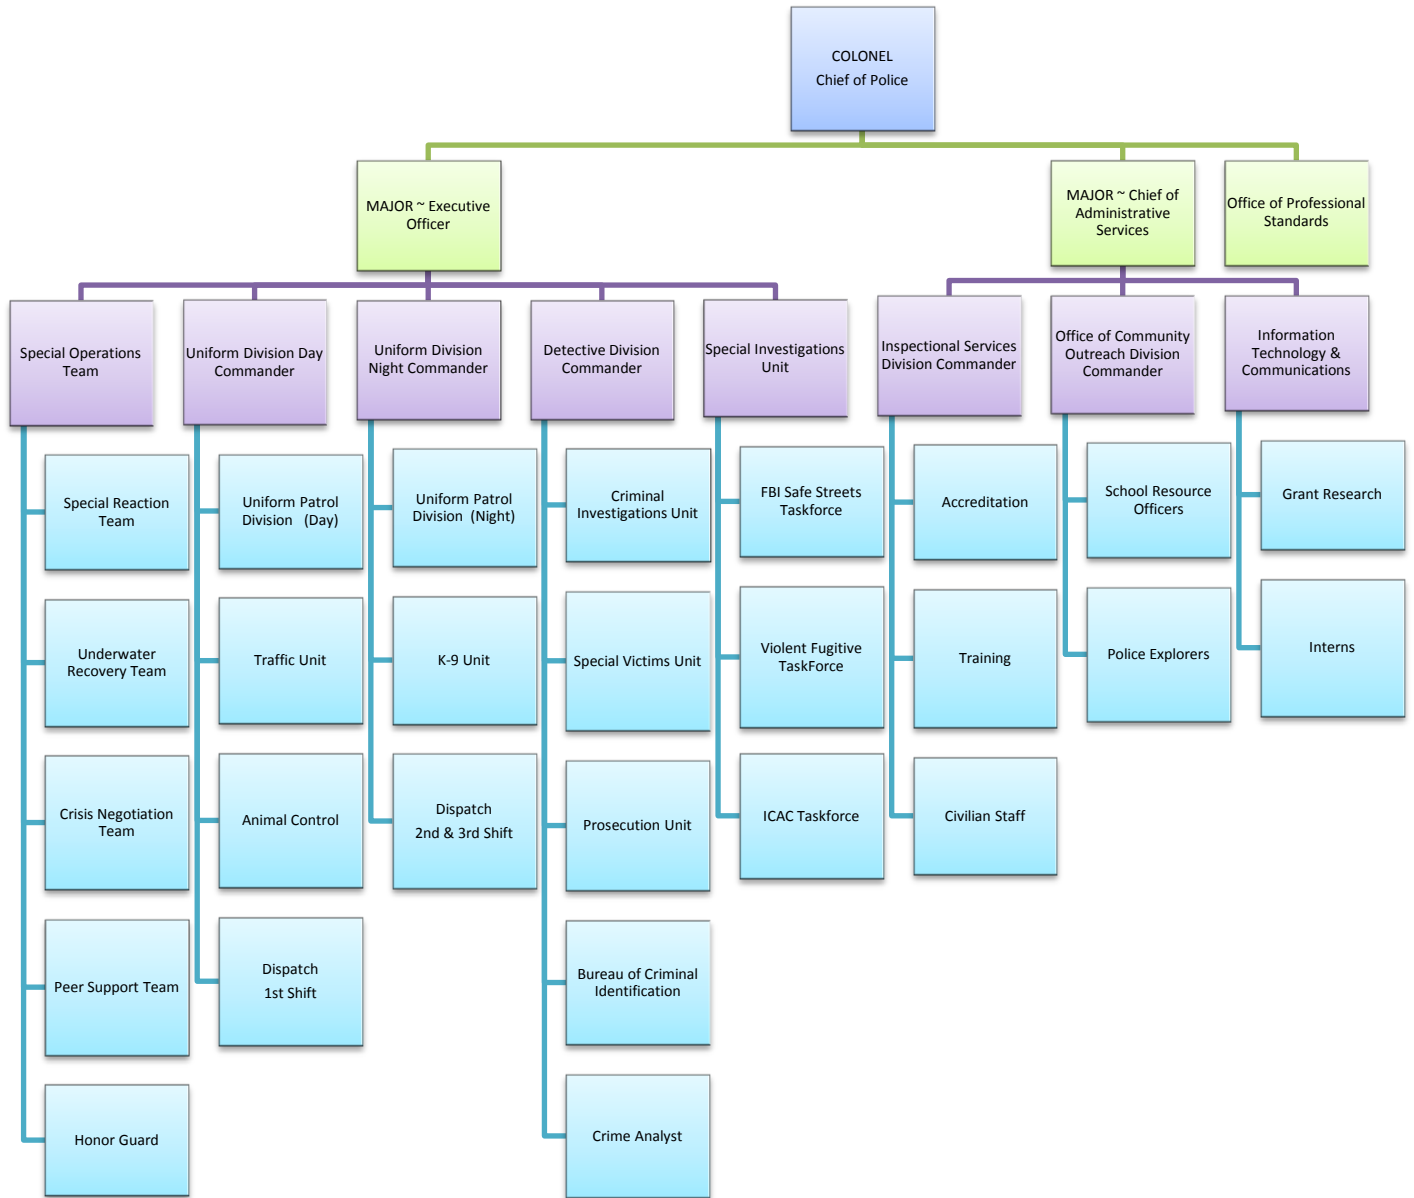 COLONEL
Chief of Police
MAJOR ~ Executive
Officer
MAJOR ~ Chief of
Administrative
Services
Office of Professional
Standards
Special Operations
Team
Uniform Division Day
Commander
Uniform Division
Night Commander
Detective Division
Commander
Special Investigations
Unit
Inspectional Services
Division Commander
Office of Community
Outreach Division
Commander
Information
Technology &
Communications
Special Reaction
Team
Uniform Patrol
Division (Day)
Uniform Patrol
Division (Night)
Criminal
Investigations Unit
FBI Safe Streets
Taskforce
Accreditation
School Resource
Officers
Grant Research
Underwater
Recovery Team
Traffic Unit
K-9 Unit
Special Victims Unit
Violent Fugitive
TaskForce
Training
Police Explorers
Interns
Crisis Negotiation
Team
Animal Control
Dispatch
2nd & 3rd Shift
Prosecution Unit
ICAC Taskforce
Civilian Staff
Peer Support Team
Dispatch
1st Shift
Bureau of Criminal
Identification
Honor Guard
Crime Analyst